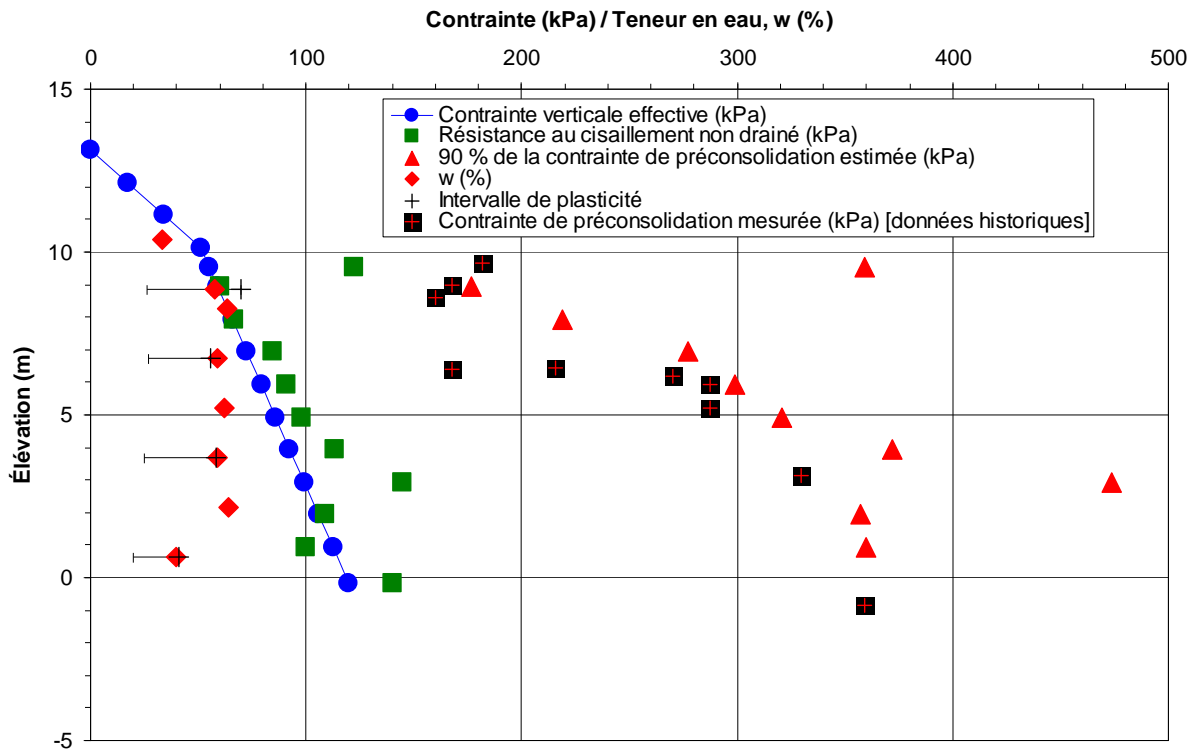 Contrainte (kPa) / Teneur en eau, w (%)
0 100 200 300 400 500
15
Contrainte verticale effective (kPa)
Résistance au cisaillement non drainé (kPa)
90 % de la contrainte de préconsolidation estimée (kPa)
w (%)
Intervalle de plasticité
Contrainte de préconsolidation mesurée (kPa) [données historiques]
10
Élévation (m)
5
0
-5